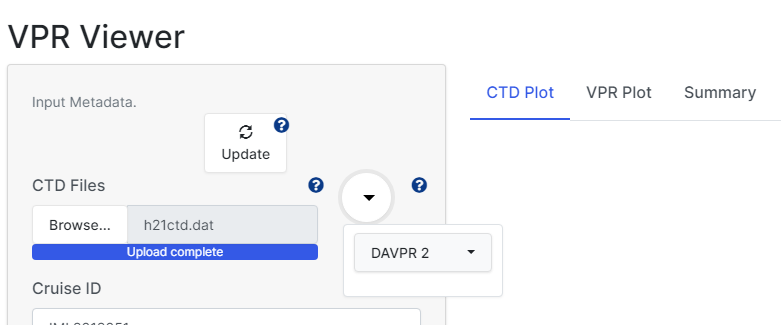 VPR Viewer
Input Metadata.
CTD Plot
VPR Plot
Summary
?
Update
CTD Files
?
?
Browse...
h21ctd.dat
Upload complete
DAVPR 2
Cruise ID